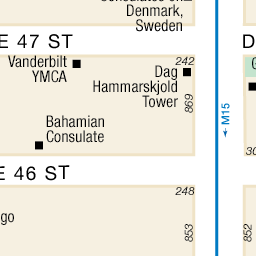 Denmark,
Sweden
E 47 ST
Vanderbilt
YMCA
242
Dag
Hammarskjold
Tower
869
M15
Bahamian
Consulate
E 46 ST
248
853
852